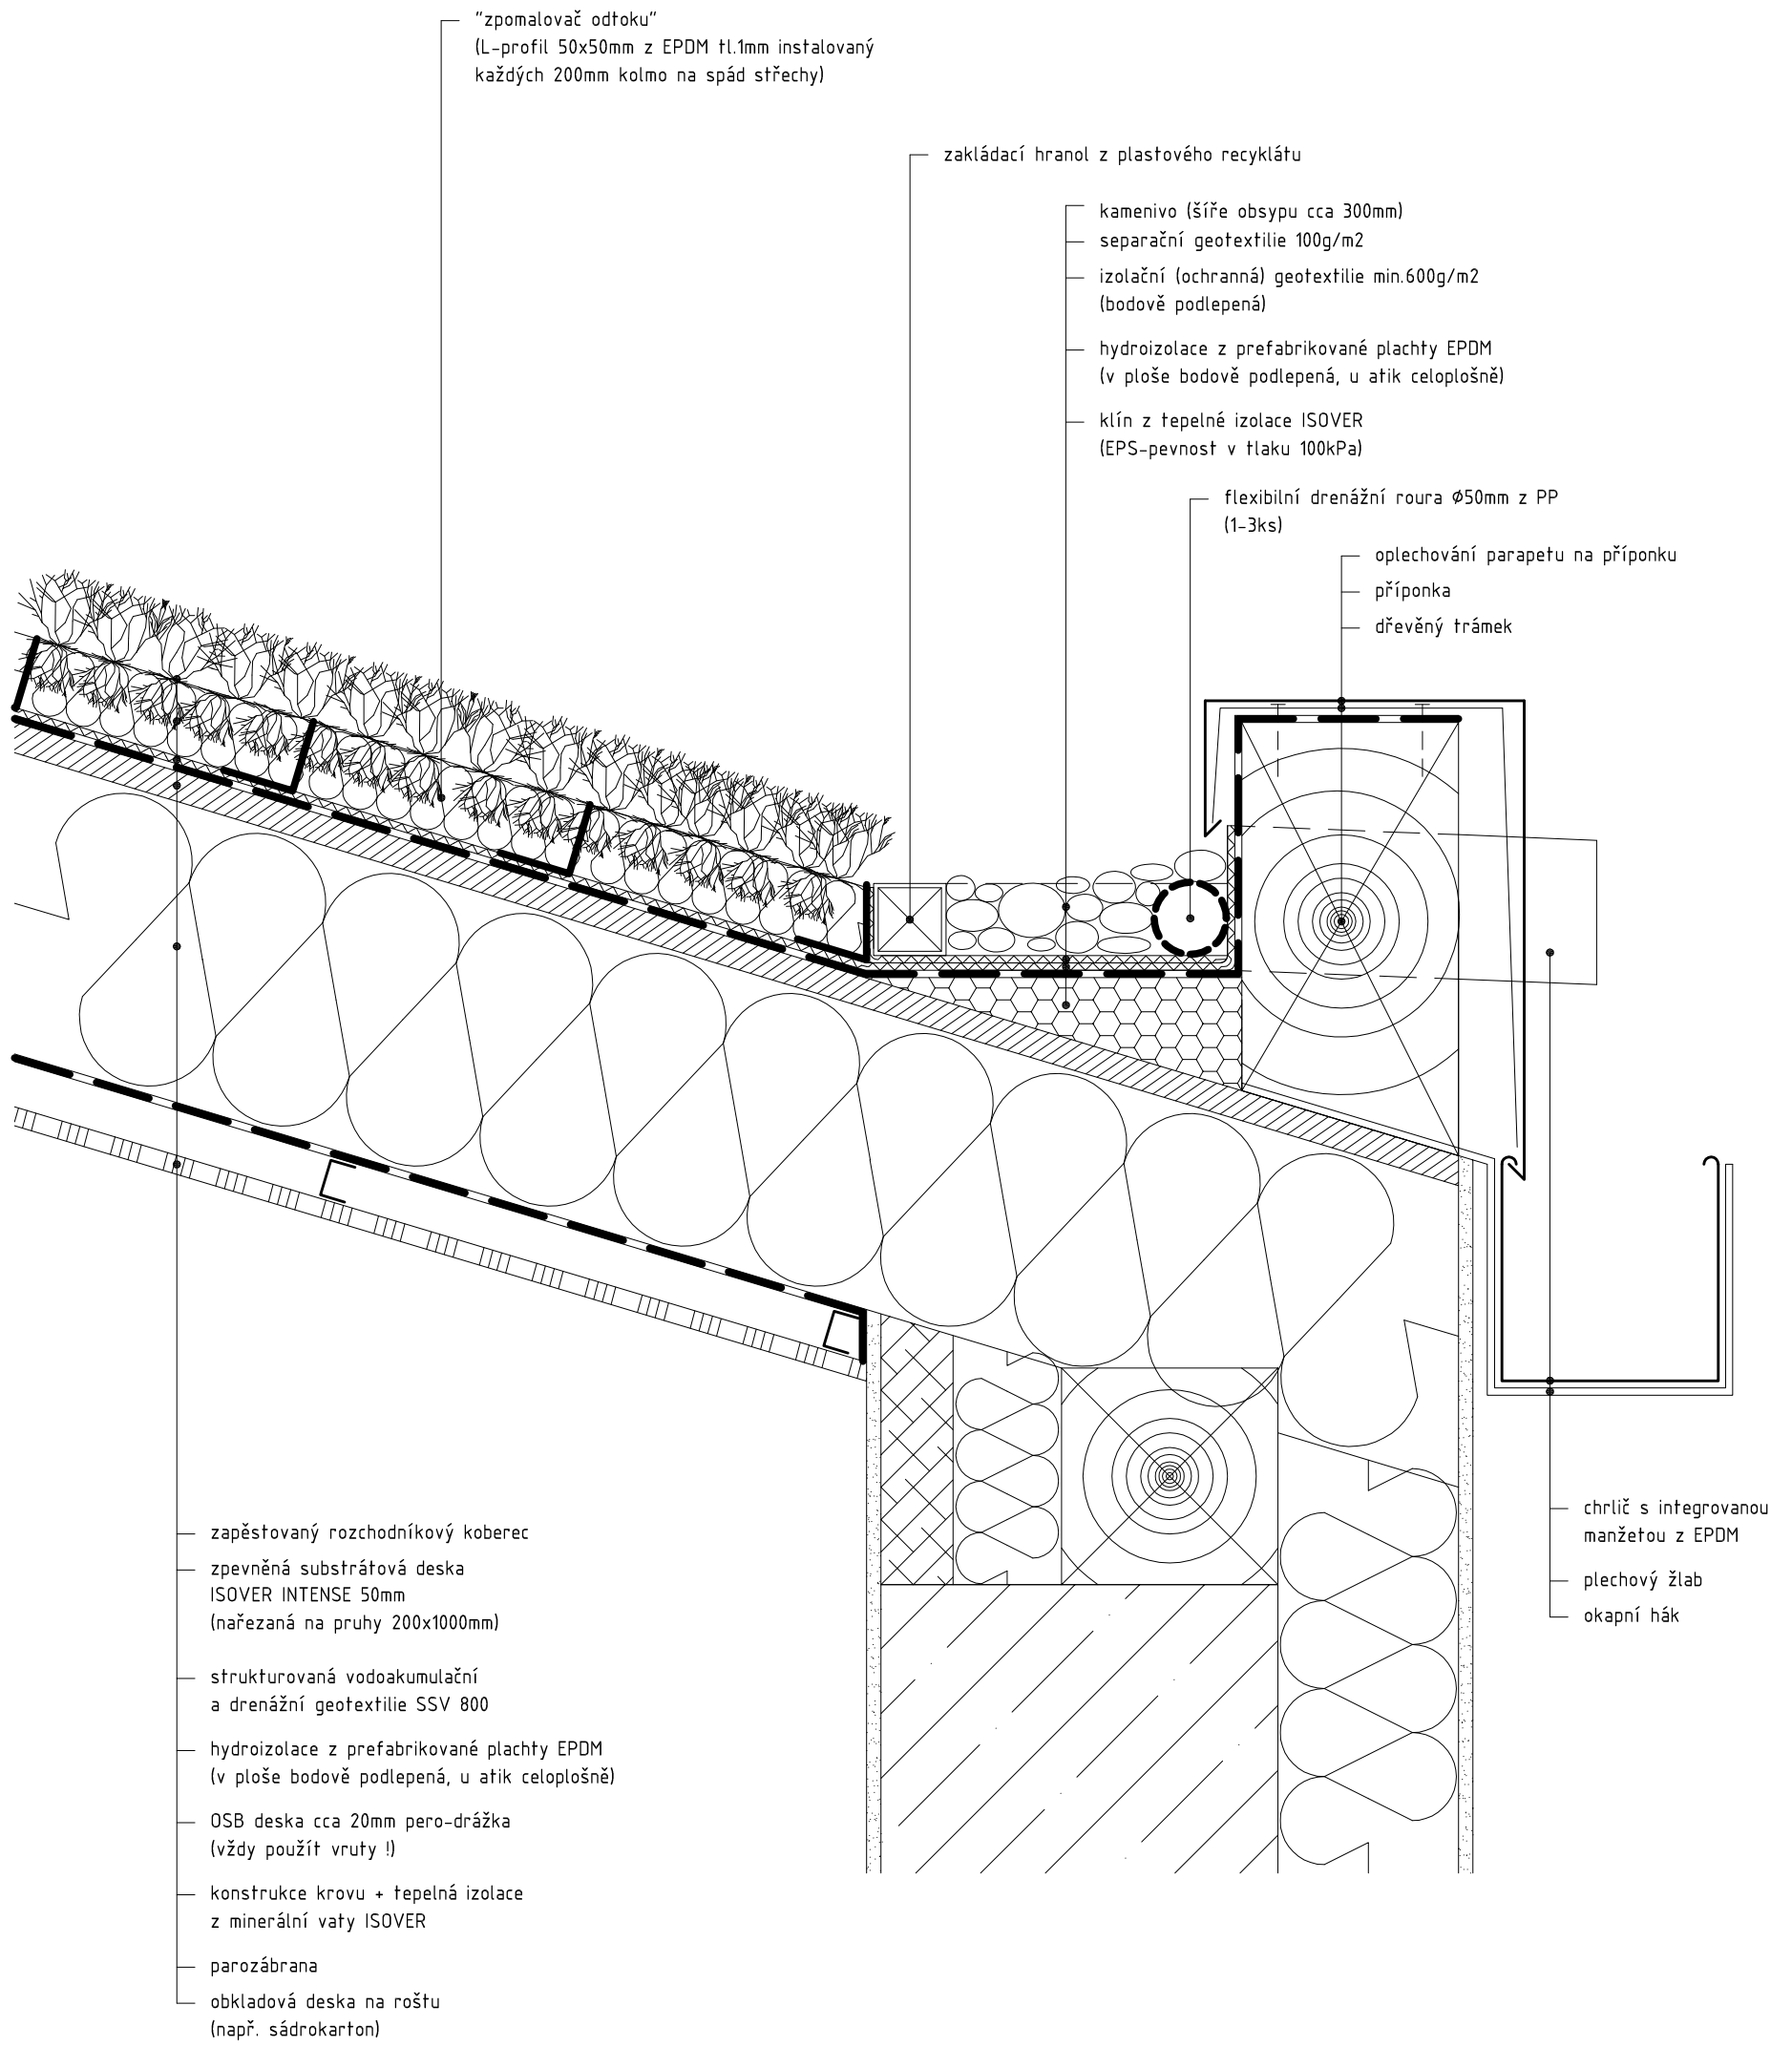 "zpomalovač odtoku"
(L-profil 50x50mm z EPDM tl.1mm instalovaný
každých 200mm kolmo na spád střechy)
zakládací hranol z plastového recyklátu
kamenivo (šíře obsypu cca 300mm)
separační geotextilie 100g/m2
izolační (ochranná) geotextilie min.600g/m2
(bodově podlepená)
hydroizolace z prefabrikované plachty EPDM
(v ploše bodově podlepená, u atik celoplošně)
klín z tepelné izolace ISOVER
(EPS-pevnost v tlaku 100kPa)
flexibilní drenážní roura Ø50mm z PP
(1-3ks)
oplechování parapetu na příponku
příponka
dřevěný trámek
chrlič s integrovanou
manžetou z EPDM
plechový žlab
okapní hák
zapěstovaný rozchodníkový koberec
zpevněná substrátová deska
ISOVER INTENSE 50mm
(nařezaná na pruhy 200x1000mm)
strukturovaná vodoakumulační
a drenážní geotextilie SSV 800
hydroizolace z prefabrikované plachty EPDM
(v ploše bodově podlepená, u atik celoplošně)
OSB deska cca 20mm pero-drážka
(vždy použít vruty !)
konstrukce krovu + tepelná izolace
z minerální vaty ISOVER
parozábrana
obkladová deska na roštu
(např. sádrokarton)